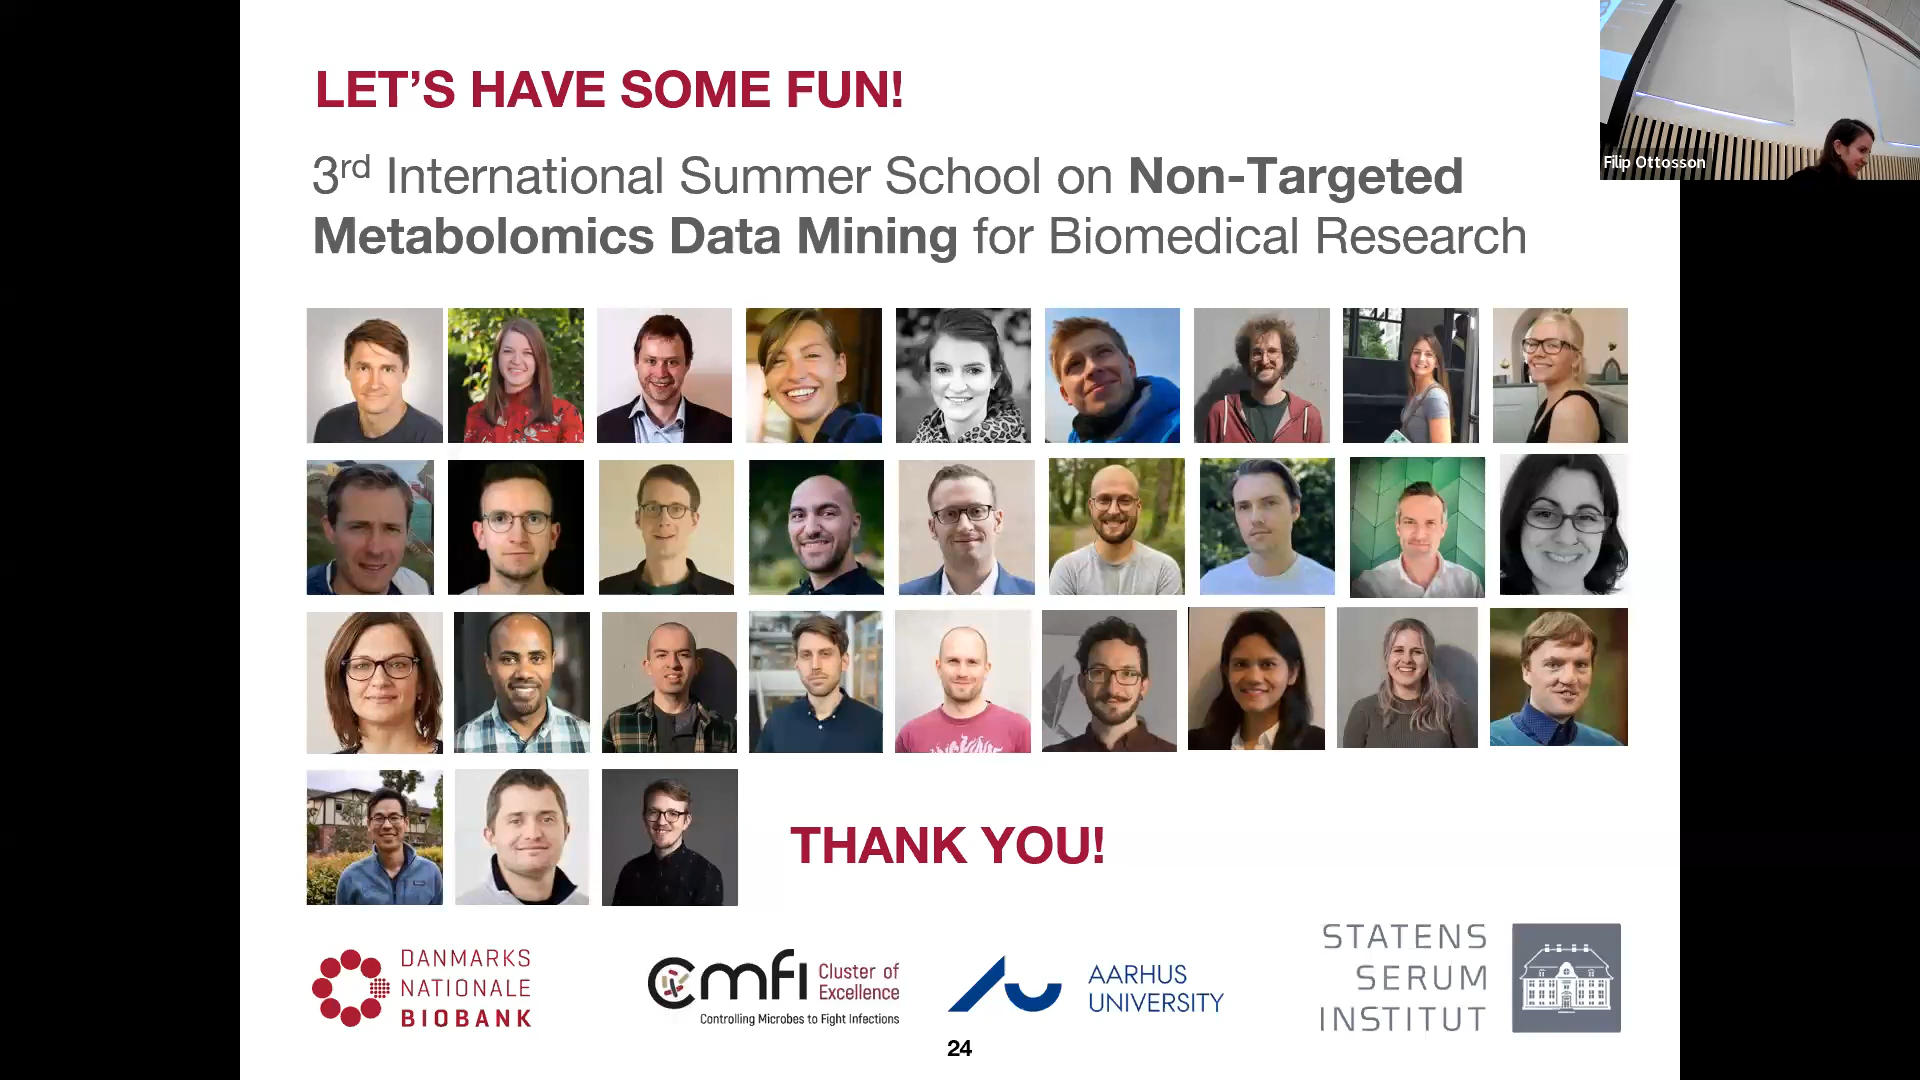 LET’S HAVE SOME FUN!
3rd International Summer School on Non-Targeted
Metabolomics Data Mining for Biomedical Research
Filip Ottosson
THANK YOU!
DANMARKS
NATIONALE
BIOBANK
cmfi Cluster of
Excellence
Controlling Microbes to Fight Infections
AARHUS
UNIVERSITY
STATENS
SERUM
INSTITUT
24